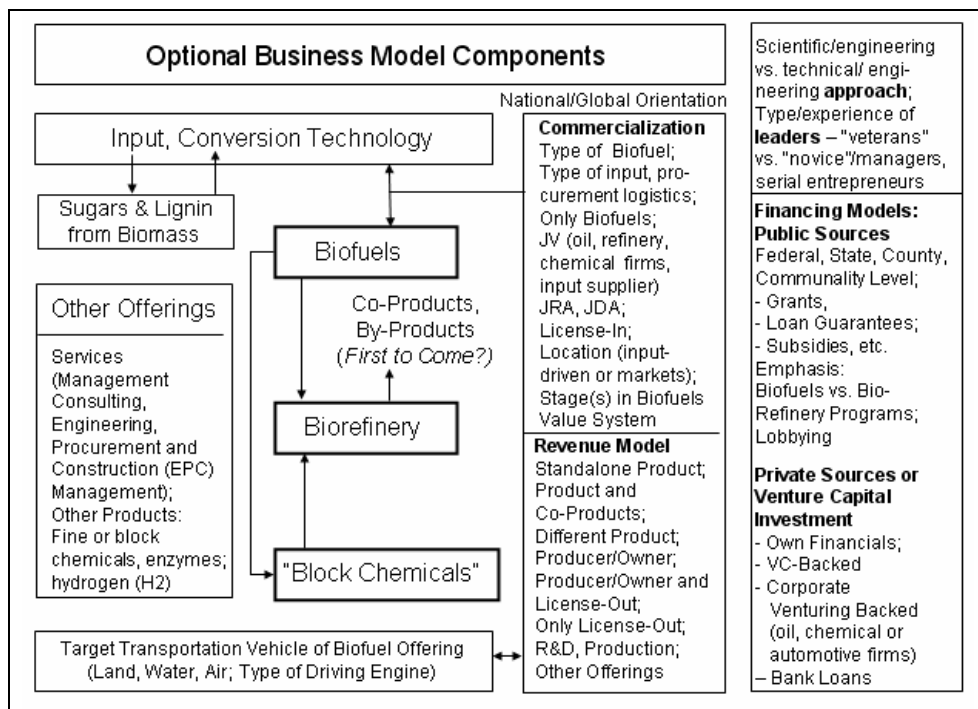 Optional Business Model Components
National/Global Orientation
Input, Conversion Technology
Sugars & Lignin
from Biomass
Biofuels
Co-Products,
By-Products
(First to Come?)
Biorefinery
"Block Chemicals"
Other Offerings
Services
(Management
Consulting,
Engineering,
Procurement and
Construction (EPC)
Management);
Other Products:
Fine or block
chemicals, enzymes;
hydrogen (H2)
Target Transportation Vehicle of Biofuel Offering
(Land, Water, Air; Type of Driving Engine)
Commercialization
Type of Biofuel;
Type of input, pro-
curement logistics;
Only Biofuels;
JV (oil, refinery,
chemical firms,
input supplier)
JRA, JDA;
License-In;
Location (input-
driven or markets);
Stage(s) in Biofuels
Value System
Revenue Model
Standalone Product;
Product and
Co-Products;
Different Product;
Producer/Owner;
Producer/Owner and
License-Out;
Only License-Out;
R&D, Production;
Other Offerings
Scientific/engineering
vs. technical/ engi-
neering approach;
Type/experience of
leaders – "veterans"
vs. "novice"/managers,
serial entrepreneurs
Financing Models:
Public Sources
Federal, State, County,
Communality Level;
- Grants,
- Loan Guarantees;
- Subsidies, etc.
Emphasis:
Biofuels vs. Bio-
Refinery Programs;
Lobbying
Private Sources or
Venture Capital
Investment
- Own Financials;
- VC-Backed
- Corporate
Venturing Backed
(oil, chemical or
automotive firms)
– Bank Loans